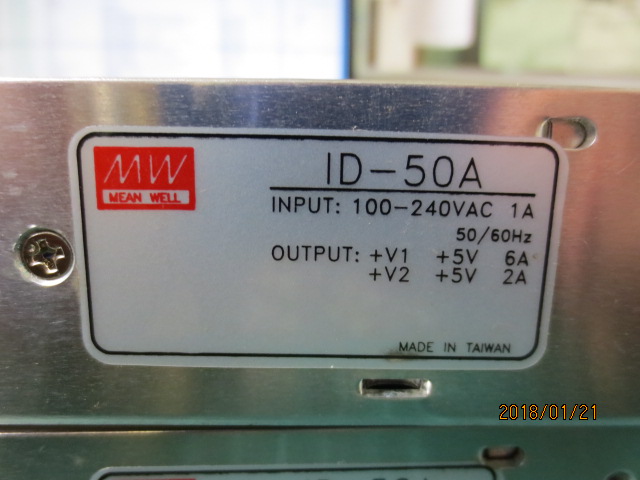 MW
MEAN WELL
ID-50A
INPUT: 100-240VAC 1A
50/60Hz
OUTPUT: +V1 +5V 6A
+V2 +5V 2A
MADE IN TAIWAN
2018/01/21